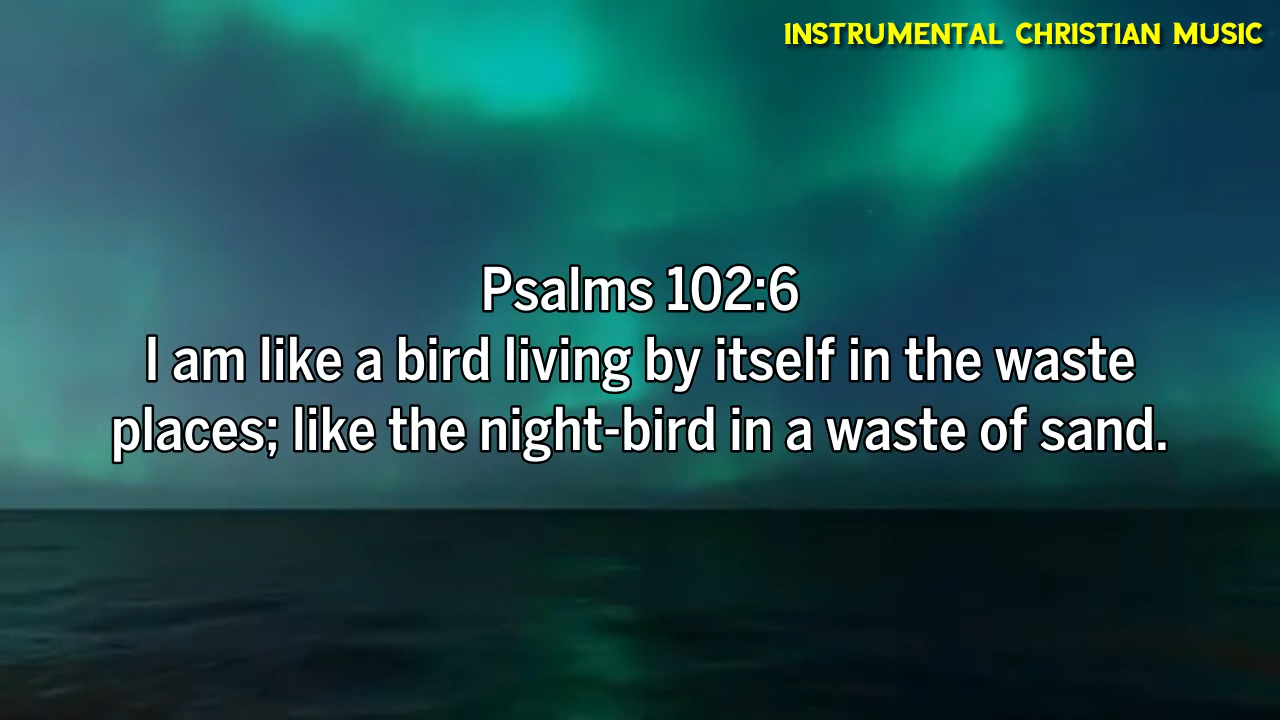 INSTRUMENTAL CHRISTIAN MUSIC
Psalms 102:6
I am like a bird living by itself in the waste
places; like the night-bird in a waste of sand.